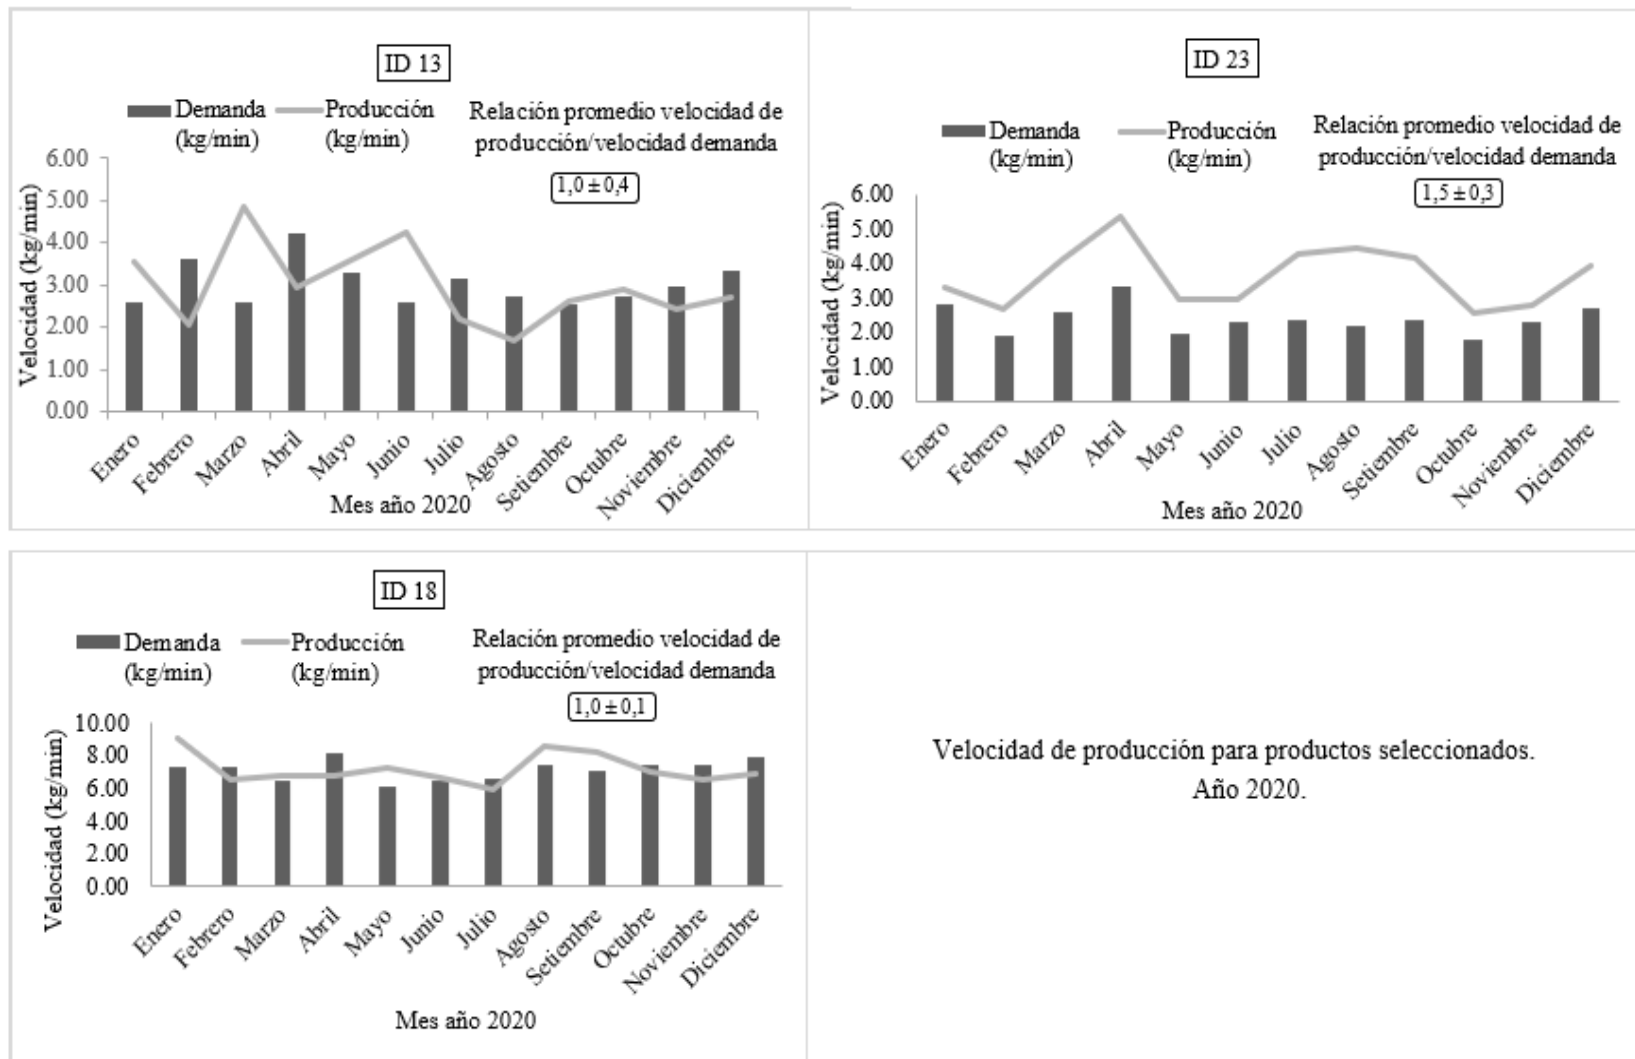 ID 13
Demanda
(kg/min)
Producción
(kg/min)
Relación promedio velocidad de
producción/velocidad demanda
1,0 ± 0,4
Velocidad (kg/min)
6.00
5.00
4.00
3.00
2.00
1.00
0.00
Enero
Febrero
Marzo
Abril
Mayo
Junio
Julio
Agosto
Setiembre
Octubre
Noviembre
Diciembre
Mes año 2020
ID 23
Demanda
(kg/min)
Producción
(kg/min)
Relación promedio velocidad de
producción/velocidad demanda
1,5 ± 0,3
Velocidad (kg/min)
6.00
5.00
4.00
3.00
2.00
1.00
0.00
Enero
Febrero
Marzo
Abril
Mayo
Junio
Julio
Agosto
Setiembre
Octubre
Noviembre
Diciembre
Mes año 2020
ID 18
Demanda
(kg/min)
Producción
(kg/min)
Relación promedio velocidad de
producción/velocidad demanda
1,0 ± 0,1
Velocidad (kg/min)
10.00
8.00
6.00
4.00
2.00
0.00
Enero
Febrero
Marzo
Abril
Mayo
Junio
Julio
Agosto
Setiembre
Octubre
Noviembre
Diciembre
Mes año 2020
Velocidad de producción para productos seleccionados.
Año 2020.